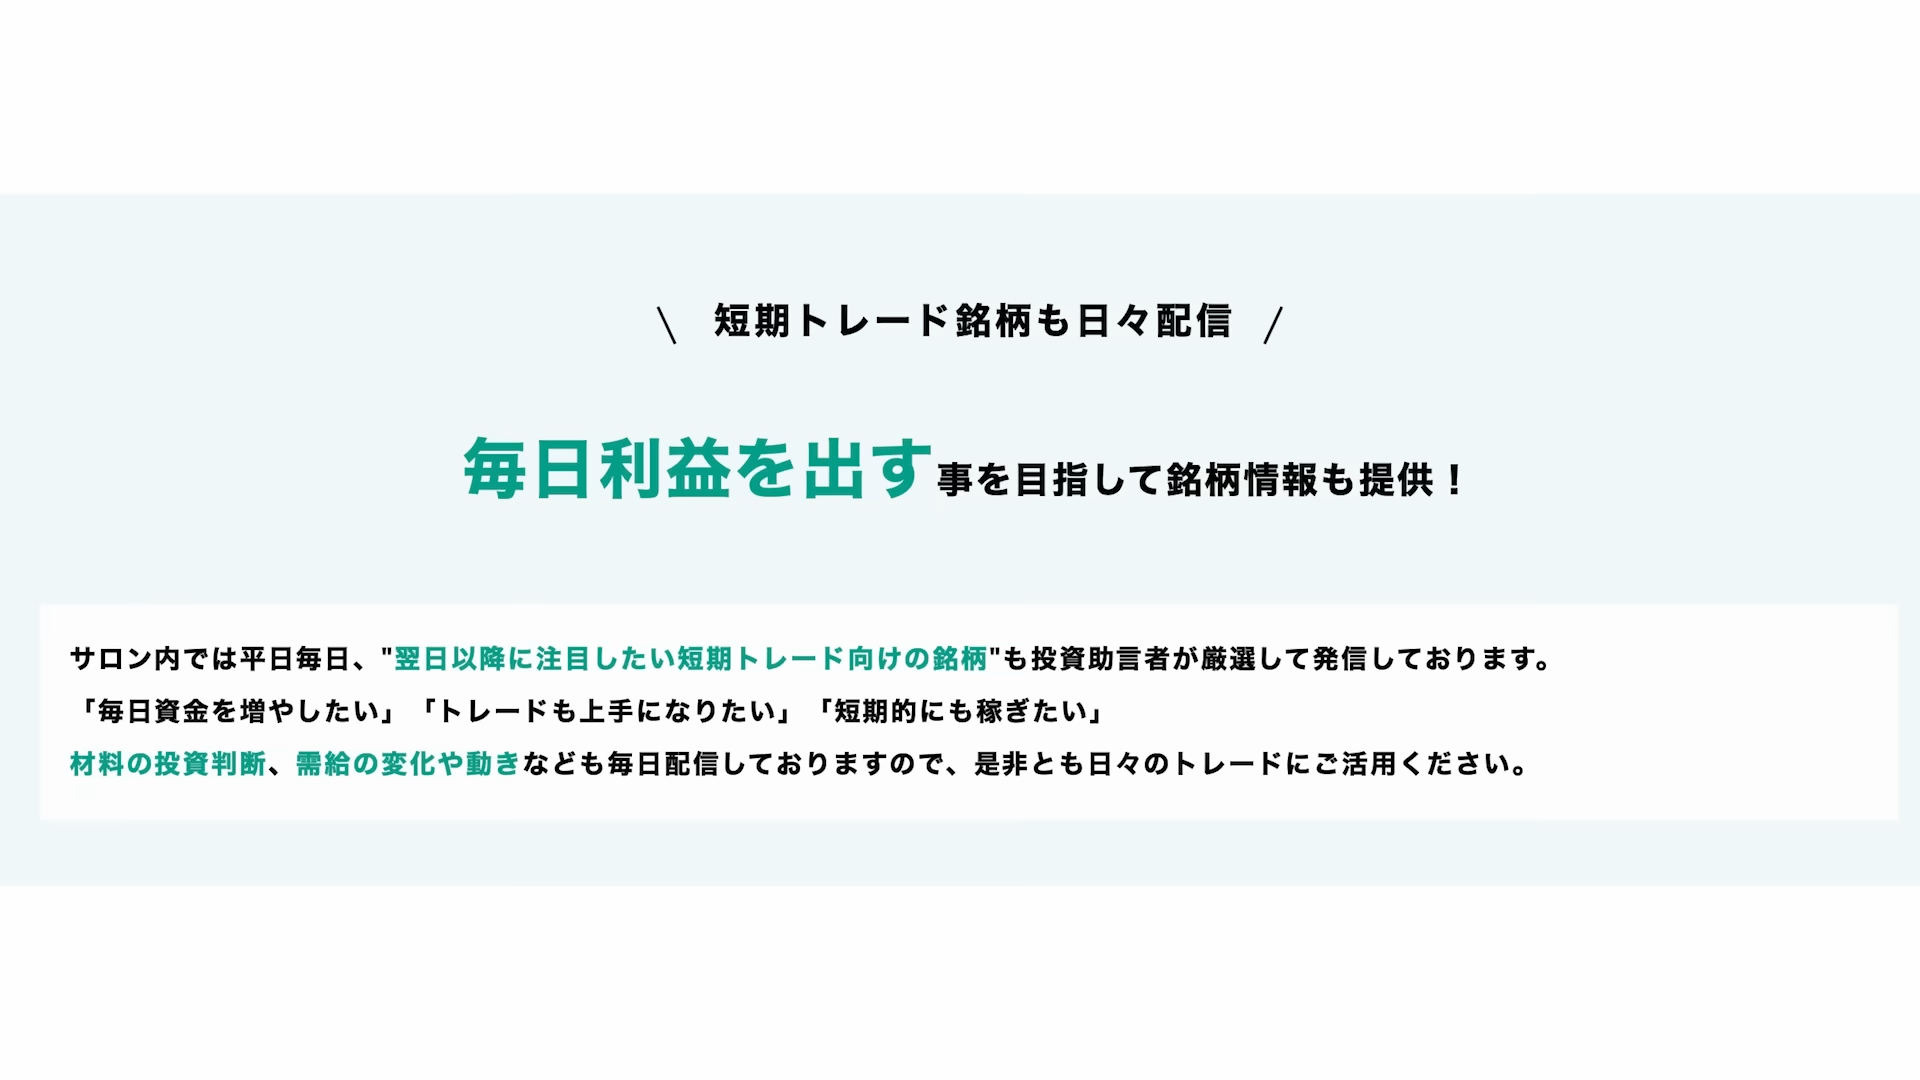 \ 短期トレード銘柄も日々配信 /
毎日利益を出す事を目指して銘柄情報も提供！
サロン内では平日毎日、"翌日以降に注目したい短期トレード向けの銘柄"も投資助言者が厳選して発信しております。
「毎日資金を増やしたい」「トレードも上手になりたい」「短期的にも稼ぎたい」
材料の投資判断、需給の変化や動きなども毎日配信しておりますので、是非とも日々のトレードにご活用ください。